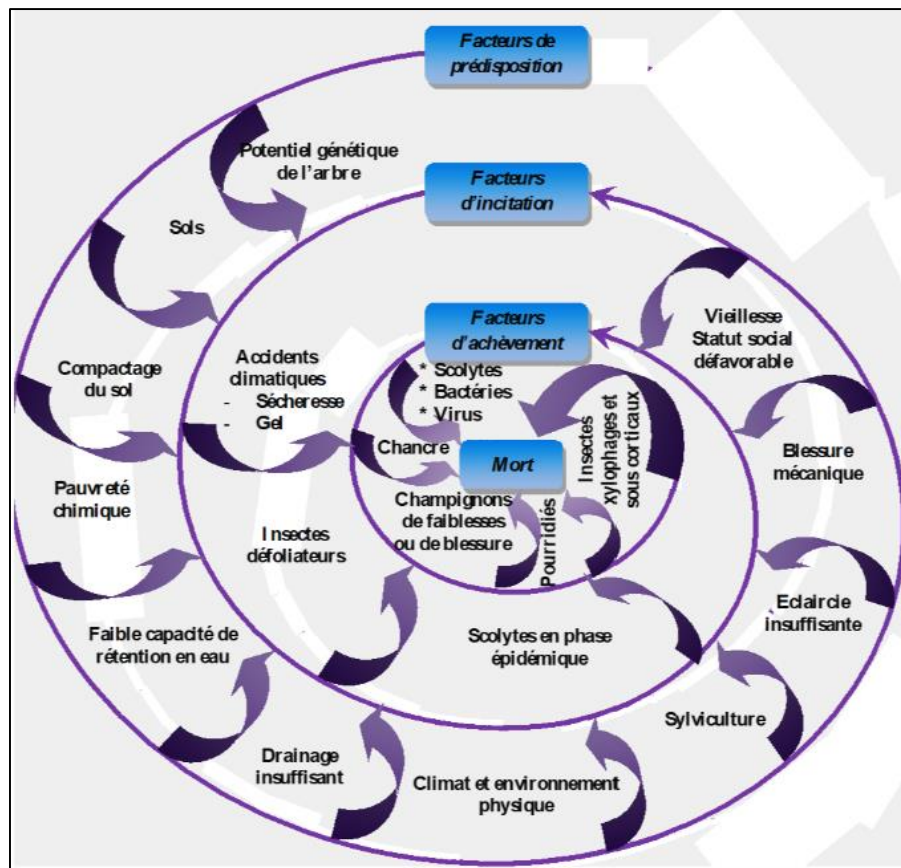 Facteurs de
prédisposition
Potentiel génétique
de l'arbre
Sols
Compactage
du sol
Pauvreté
chimique
Faible capacité de
rétention en eau
Drainage
insuffisant
Climat et environnement
physique
Sylviculture
Eclaircie
insuffisante
Blessure
mécanique
Vieillesse
Statut social
défavorable
Facteurs
d'incitation
Accidents
climatiques
- Sécheresse
- Gel
Insectes
défoliateurs
Scolytes en phase
épidémique
Facteurs
d'achèvement
* Scolytes
* Bactéries
* Virus
Chancre
Champignons
de faiblesses
ou de blessure
Pourridiés
Insectes
xylophages et
sous corticaux
Mort